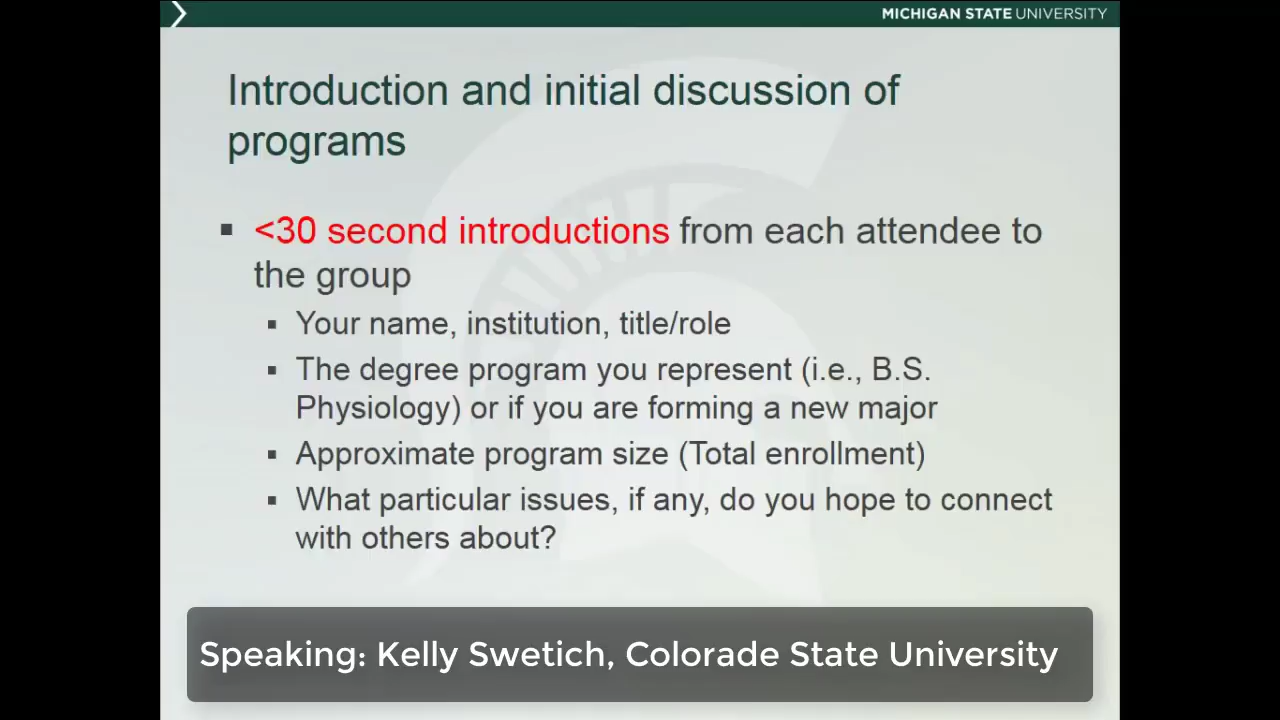 MICHIGAN STATE UNIVERSITY
Introduction and initial discussion of
programs
▪ <30 second introductions from each attendee to
the group
▪ Your name, institution, title/role
▪ The degree program you represent (i.e., B.S.
Physiology) or if you are forming a new major
▪ Approximate program size (Total enrollment)
▪ What particular issues, if any, do you hope to connect
with others about?
Speaking: Kelly Swetich, Colorade State University